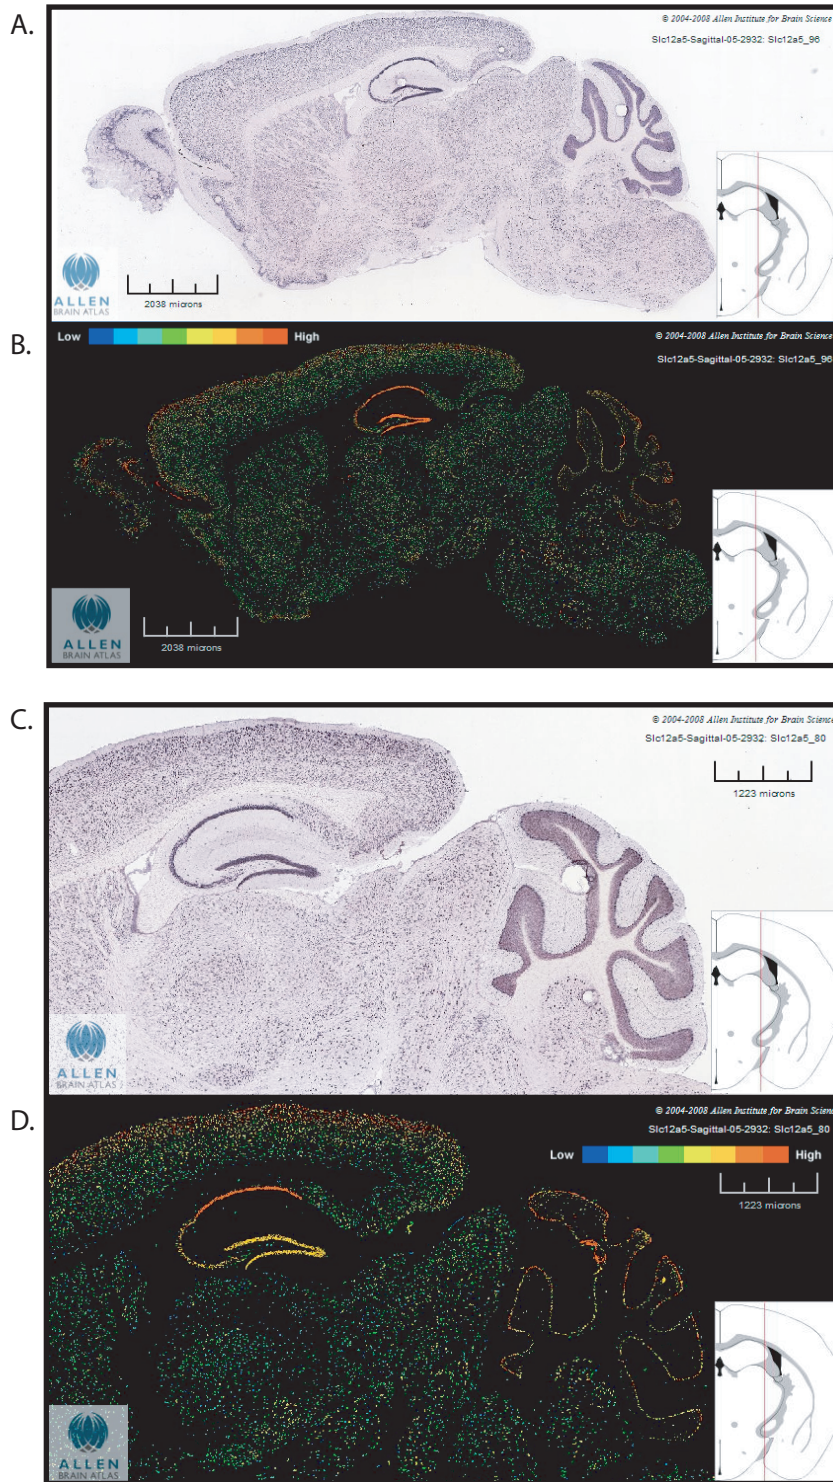 A.
© 2004-2008 Allen Institute for Brain Science
Slc12a5-Sagittal-05-2932: Slc12a5_96
ALLEN
BRAIN ATLAS
2038 microns
B.
Low
High
© 2004-2008 Allen Institute for Brain Science
Slc12a5-Sagittal-05-2932: Slc12a5_96
ALLEN
BRAIN ATLAS
2038 microns
C.
© 2004-2008 Allen Institute for Brain Science
Slc12a5-Sagittal-05-2932: Slc12a5_80
1223 microns
ALLEN
BRAIN ATLAS
D.
© 2004-2008 Allen Institute for Brain Science
Slc12a5-Sagittal-05-2932: Slc12a5_80
Low
High
1223 microns
ALLEN
BRAIN ATLAS